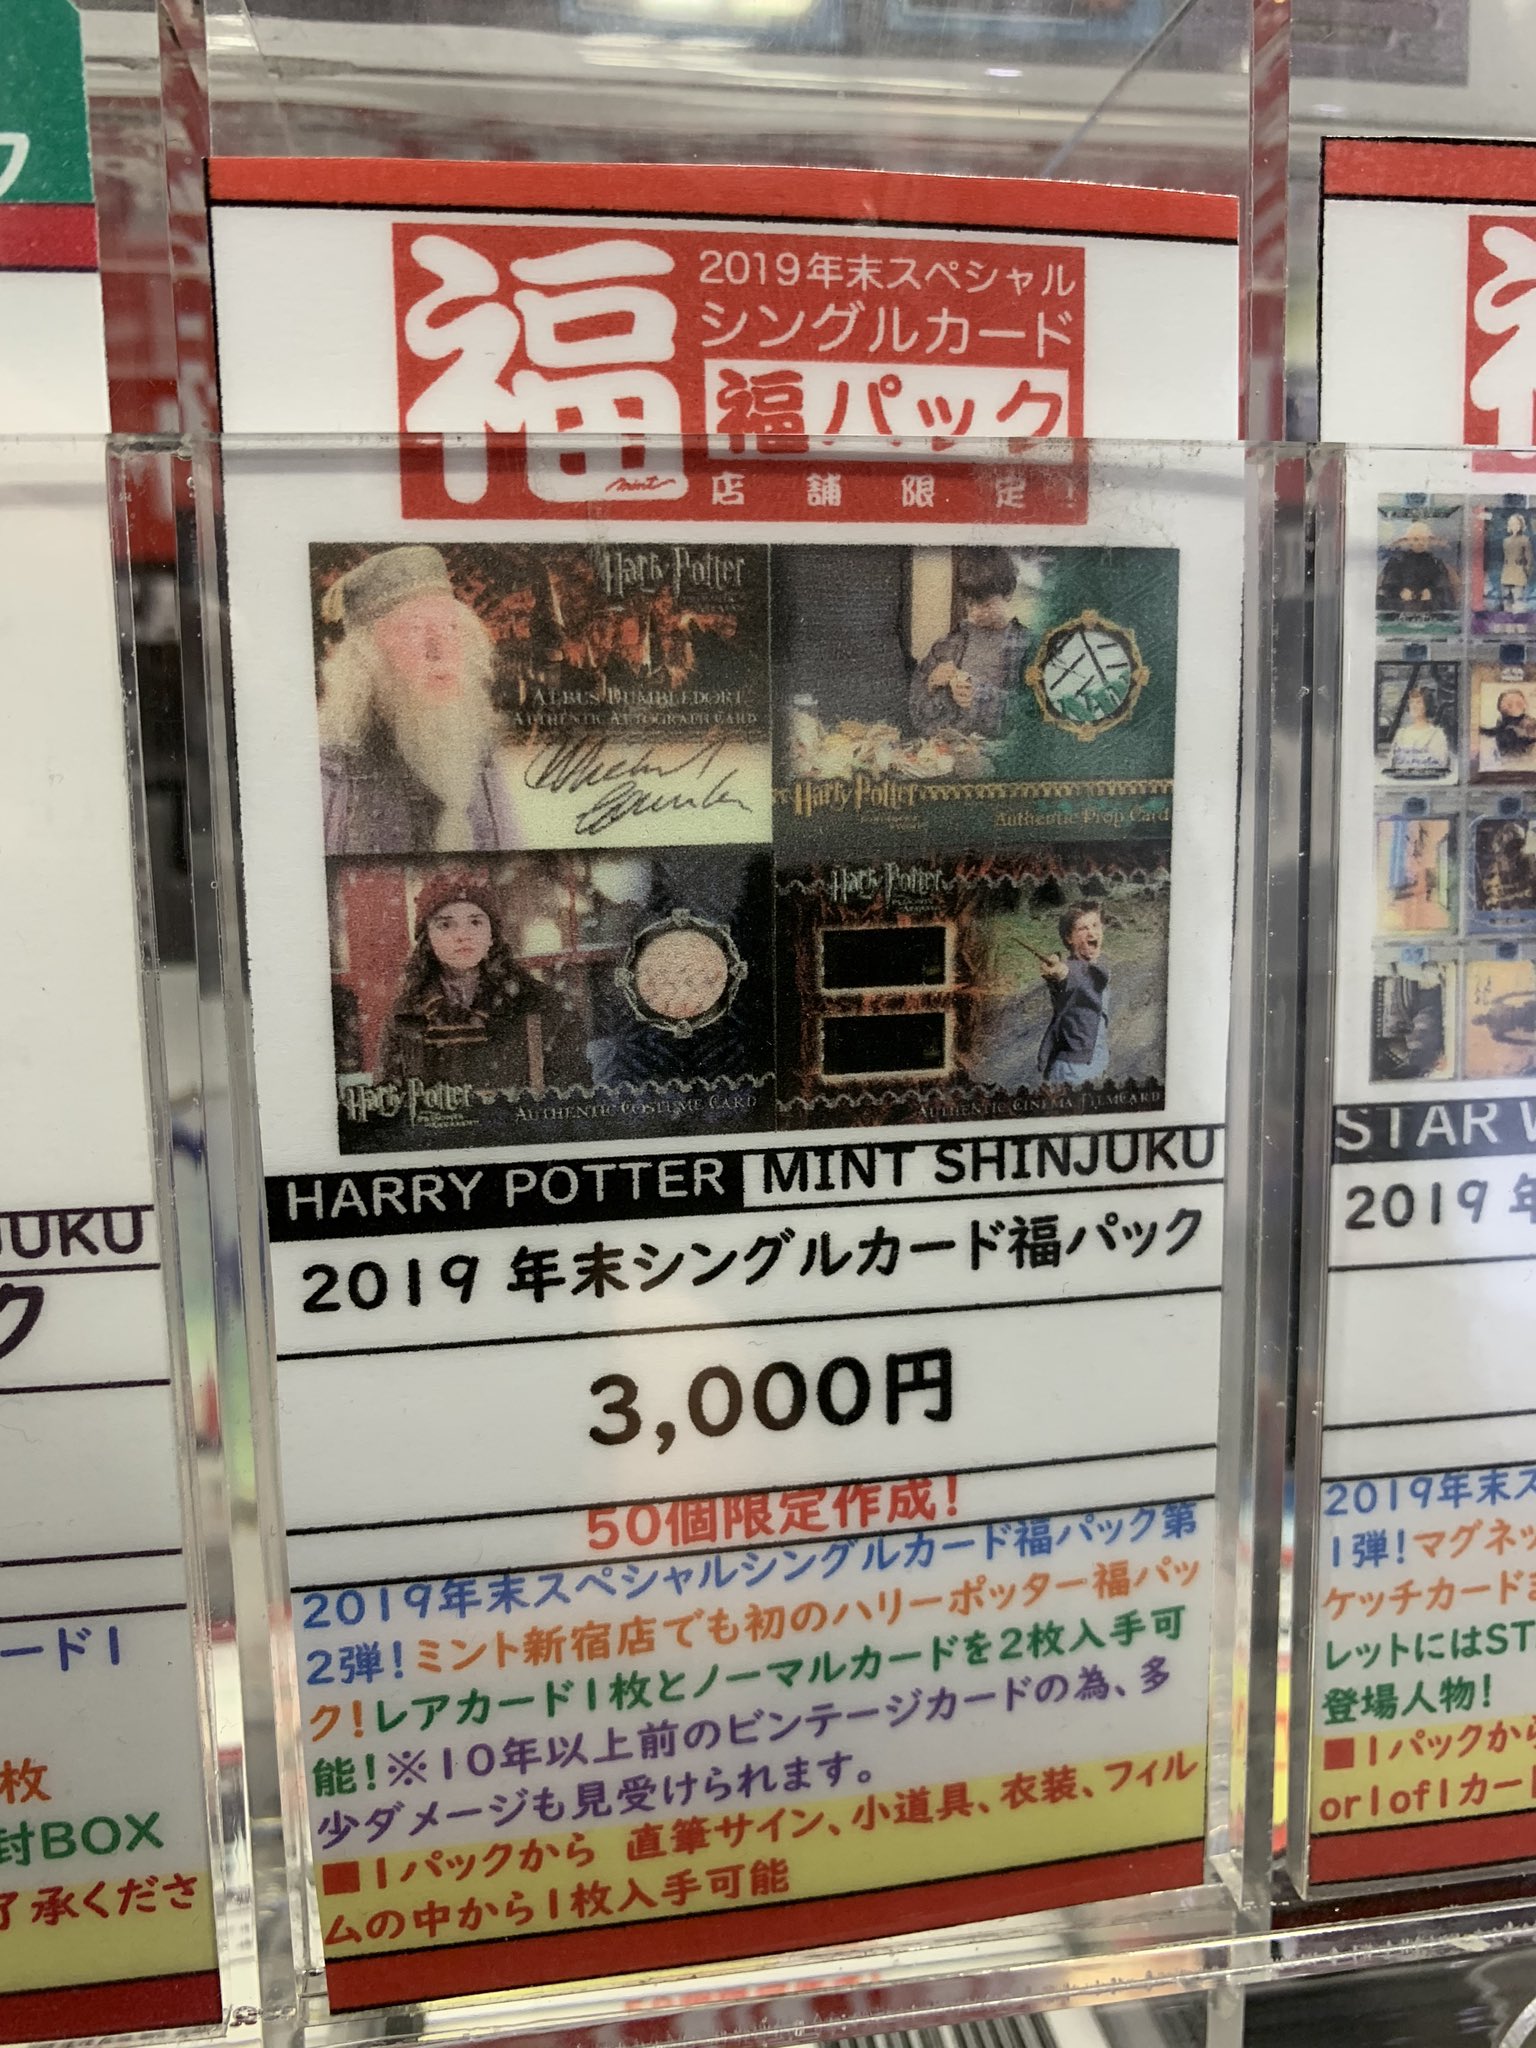 2019年末スペシャル
シングルカード
福
福パック
mint
店舗限定!
Harry Potter
ALBUS DUMBLEDORE
AUTHENTIC AUTOGRAPH CARD
Harry Potter
Authentic Prop Card
Harry Potter
AUTHENTIC COSTUME CARD
Harry Potter
AUTHENTIC CINEMA FILMCARD
HARRY POTTER MINT SHINJUKU
2019 年末シングルカード福パック
3,000円
50個限定作成!
2019年末スペシャルシングルカード福パック第
2弾!ミント新宿店でも初のハリーポッター福パッ
ク!レアカード1枚とノーマルカードを2枚入手可
能!※10年以上前のビンテージカードの為、多
少ダメージも見受けられます。
■1パックから 直筆サイン、小道具、衣装、フィル
ムの中から1枚入手可能
JUKU
ク
ード1
枚
封BOX
了承くださ
STAR W
2019 年
2019年末ス
1弾!マグネッ
ケッチカード
レットにはST
登場人物!
■1パックから
or1of1カード